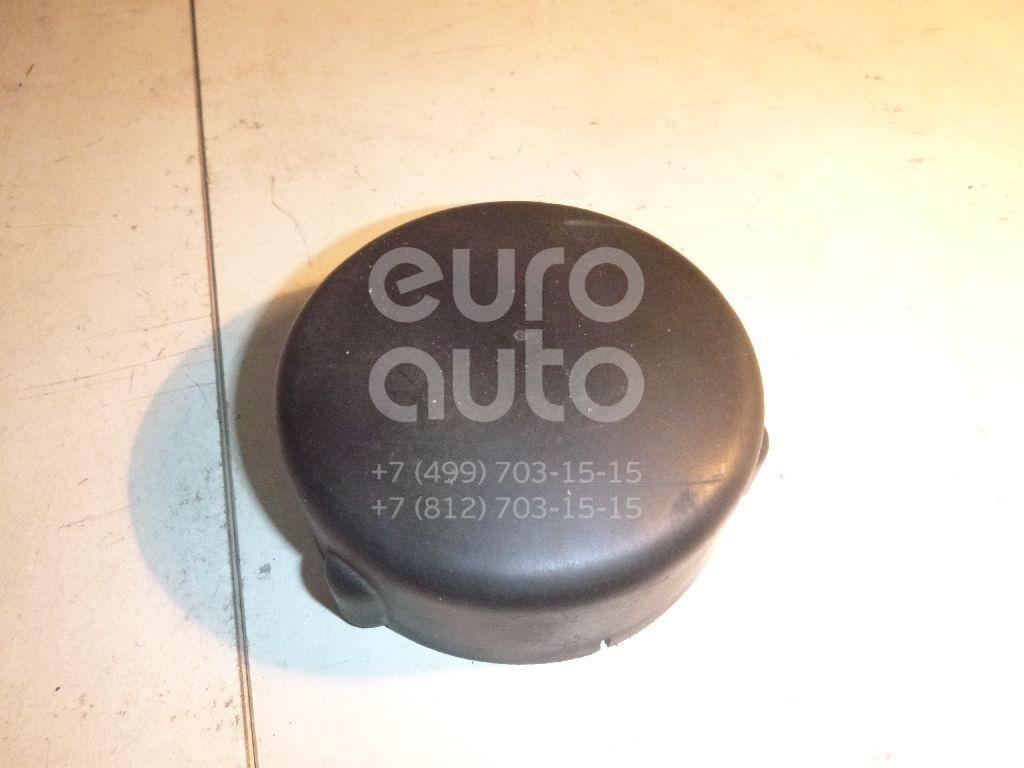 euro
auto
+7 (499) 703-15-15
+7 (812) 703-15-15